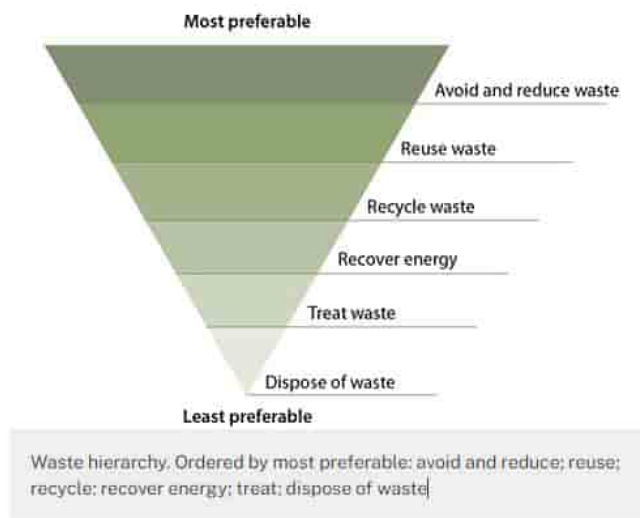 Most preferable
Avoid and reduce waste
Reuse waste
Recycle waste
Recover energy
Treat waste
Dispose of waste
Least preferable
Waste hierarchy. Ordered by most preferable: avoid and reduce; reuse;
recycle; recover energy; treat; dispose of waste